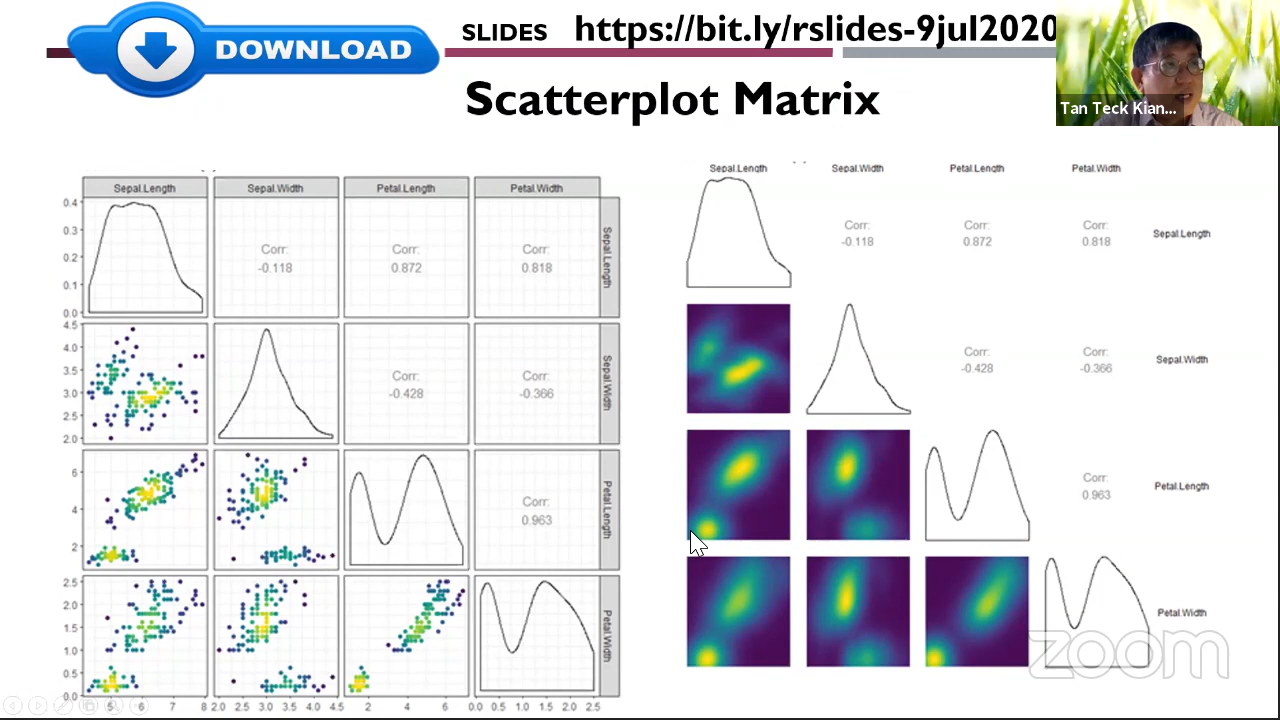 DOWNLOAD
SLIDES https://bit.ly/rslides-9jul2020
Tan Teck Kian...
Scatterplot Matrix
Sepal.Length Sepal.Width Petal.Length Petal.Width
0.4
0.3
0.2
0.1
0.0
Corr:
-0.118
Corr:
0.872
Corr:
0.818
Sepal.Length
4.5
4.0
3.5
3.0
2.5
2.0
Corr:
-0.428
Corr:
-0.366
Sepal.Width
6
4
2
Corr:
0.963
Petal.Length
2.5
2.0
1.5
1.0
0.5
0.0
Petal.Width
5 6 7 8 2.0 2.5 3.0 3.5 4.0 4.5 2 4 6 0.0 0.5 1.0 1.5 2.0 2.5
Sepal.Length Sepal.Width Petal.Length Petal.Width
Corr:
-0.118
Corr:
0.872
Corr:
0.818
Sepal.Length
Corr:
-0.428
Corr:
-0.366
Sepal.Width
Corr:
0.963
Petal.Length
Petal.Width
zoom